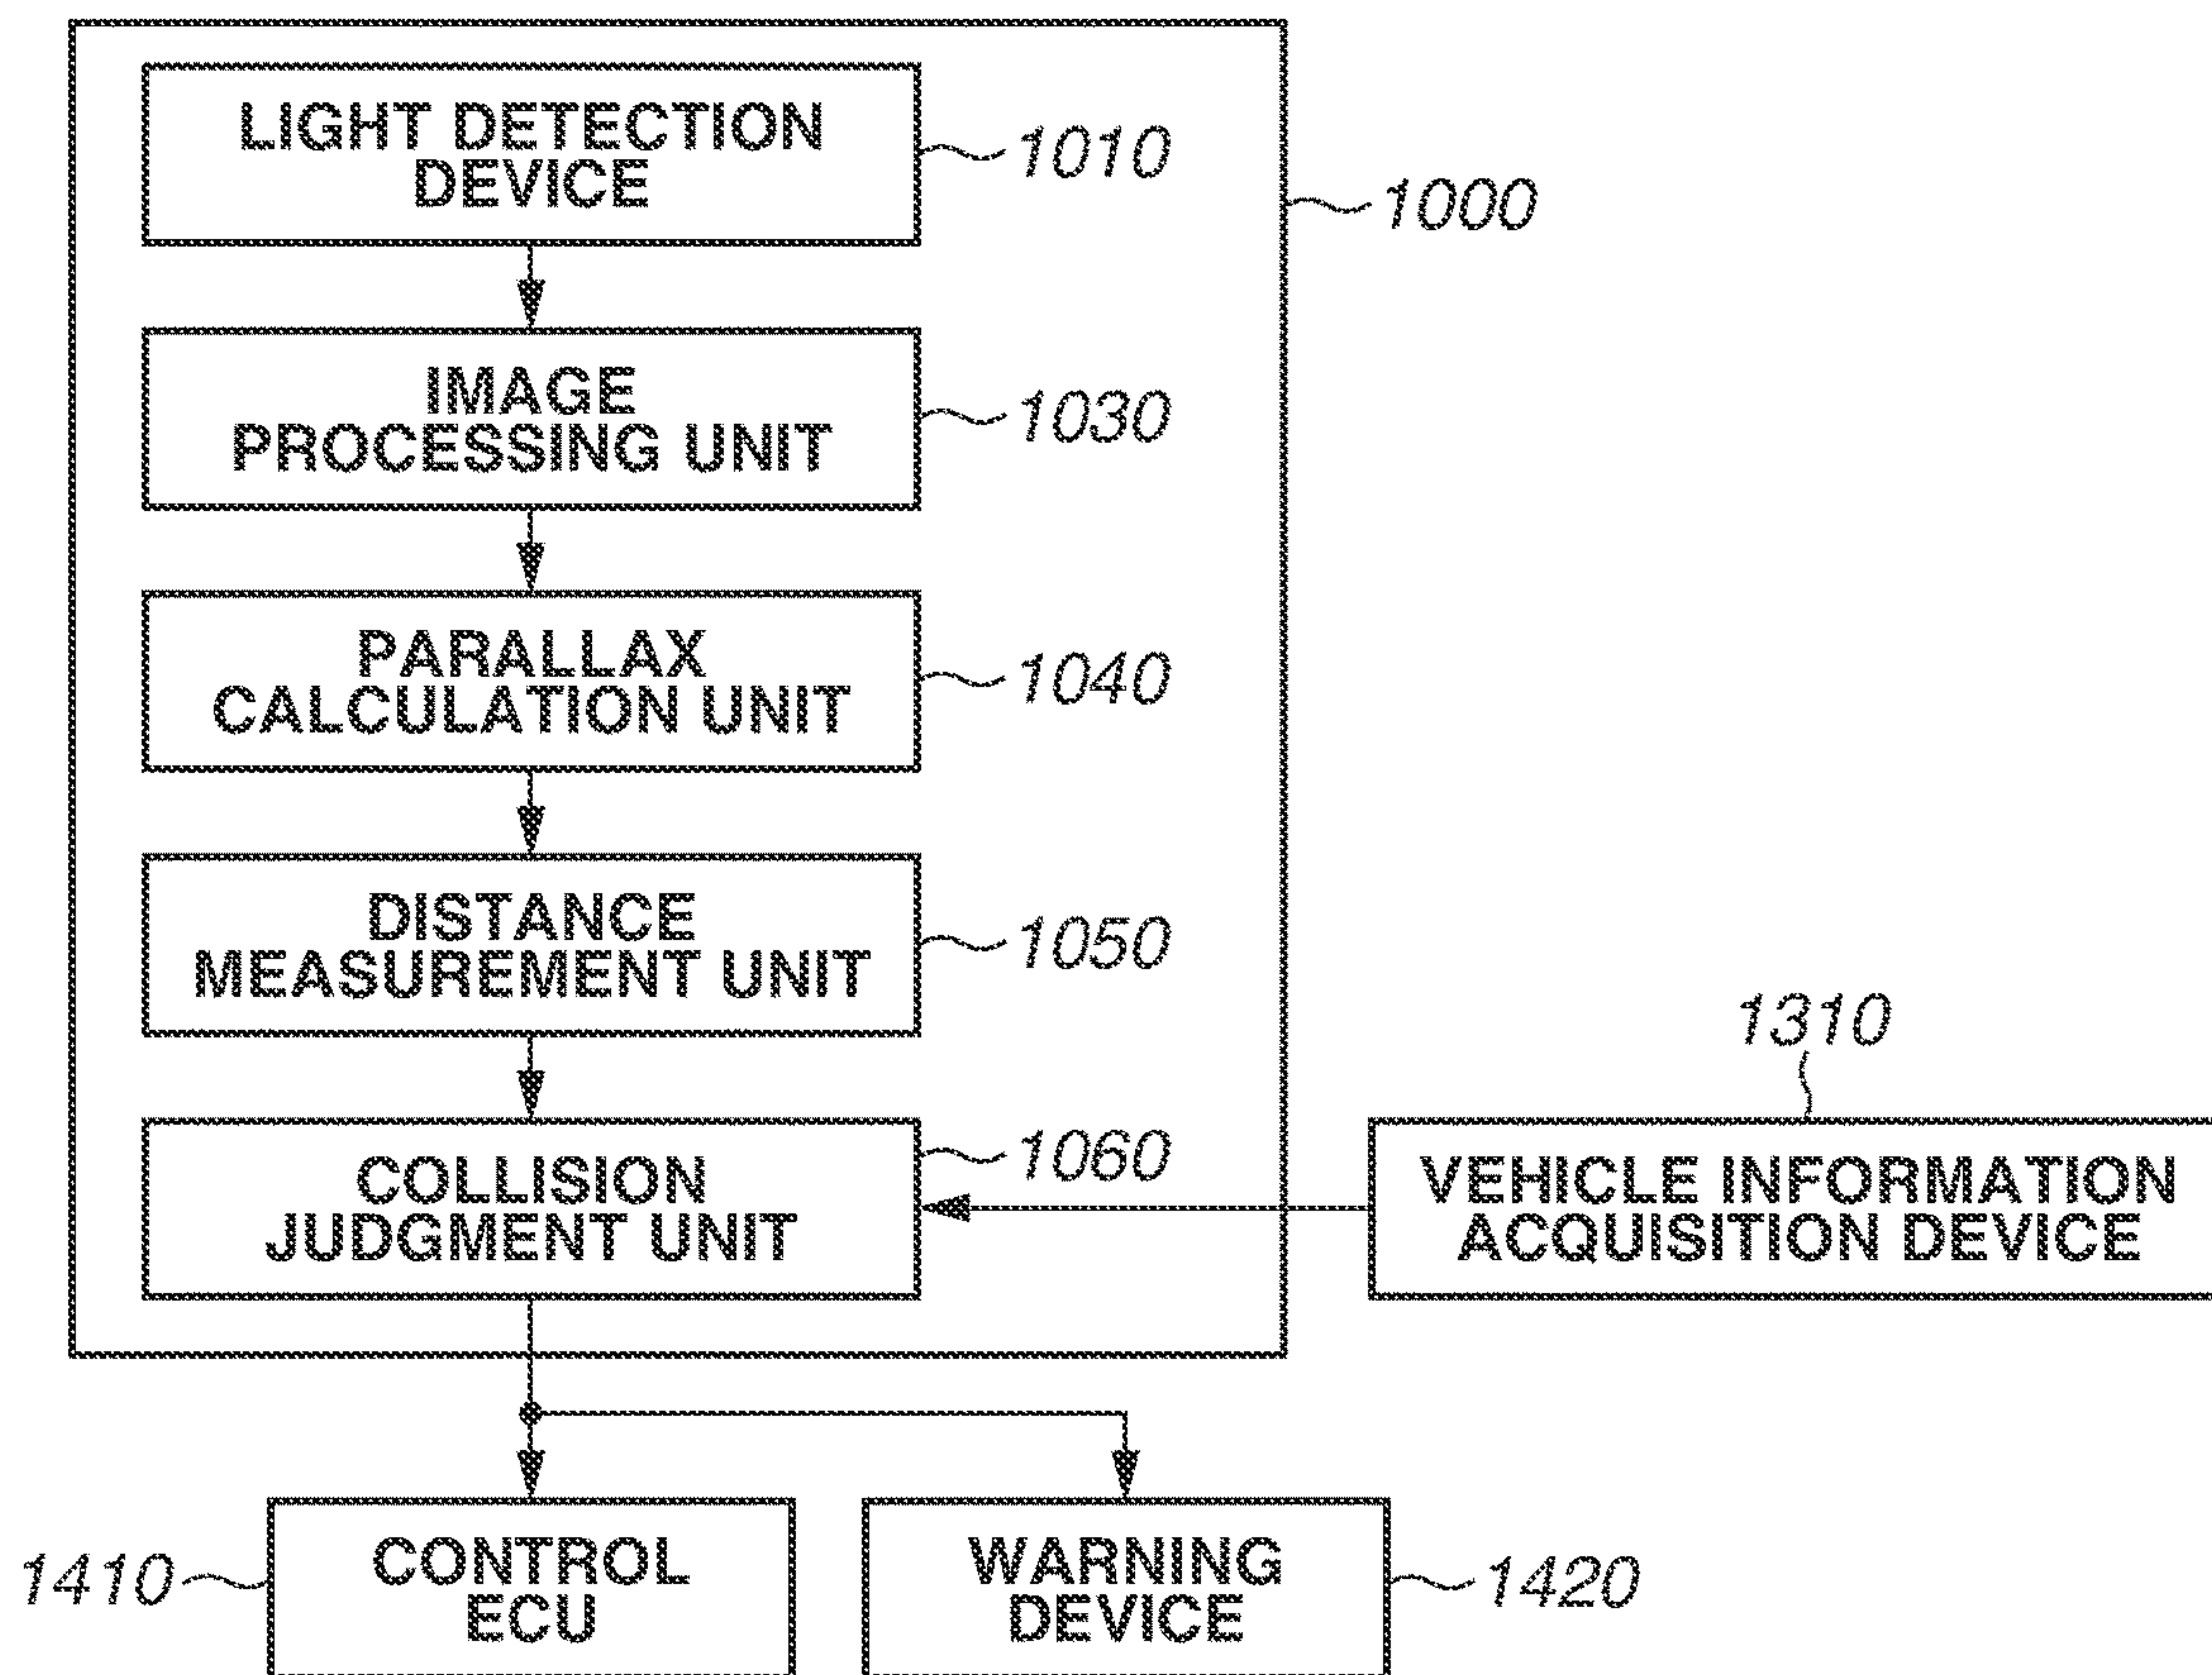 LIGHT DETECTION
DEVICE
1010
1000
IMAGE
PROCESSING UNIT
1030
PARALLAX
CALCULATION UNIT
1040
DISTANCE
MEASUREMENT UNIT
1050
1310
COLLISION
JUDGMENT UNIT
1060
VEHICLE INFORMATION
ACQUISITION DEVICE
1410
CONTROL
ECU
WARNING
DEVICE
1420